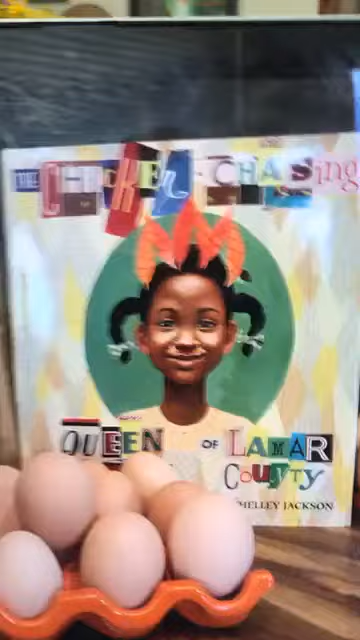 THE CHICKEN-CHASING
QUEEN OF LAMAR
COUNTY
SHELLEY JACKSON